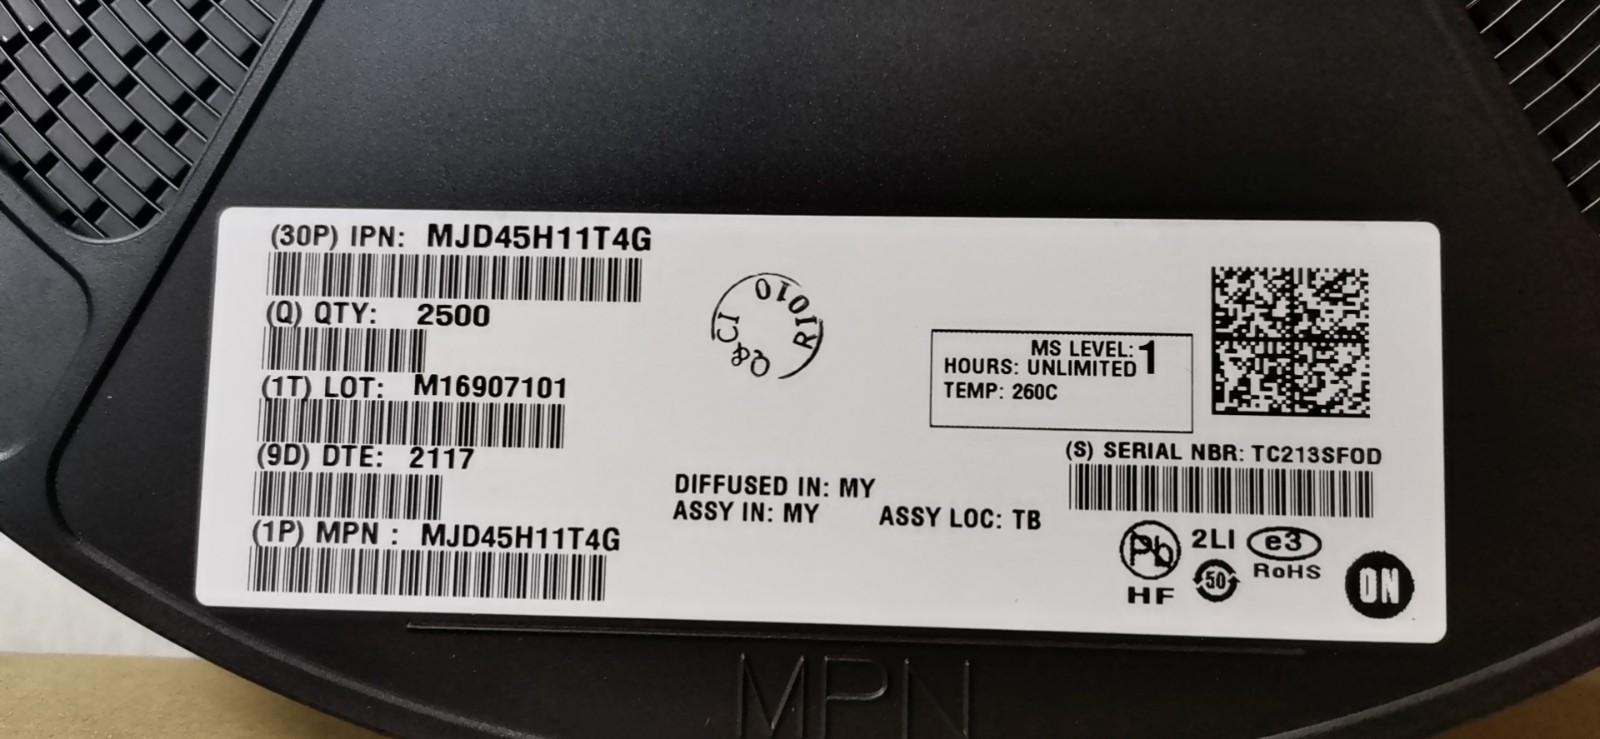 (30P) IPN: MJD45H11T4G
(Q) QTY: 2500
(1T) LOT: M16907101
(9D) DTE: 2117
(1P) MPN : MJD45H11T4G
Q&CI 010 RI01
MS LEVEL: 1
HOURS: UNLIMITED
TEMP: 260C
DIFFUSED IN: MY
ASSY IN: MY ASSY LOC: TB
(S) SERIAL NBR: TC213SFOD
Pb
HF
2LI
50
e3
RoHS
ON
MPN